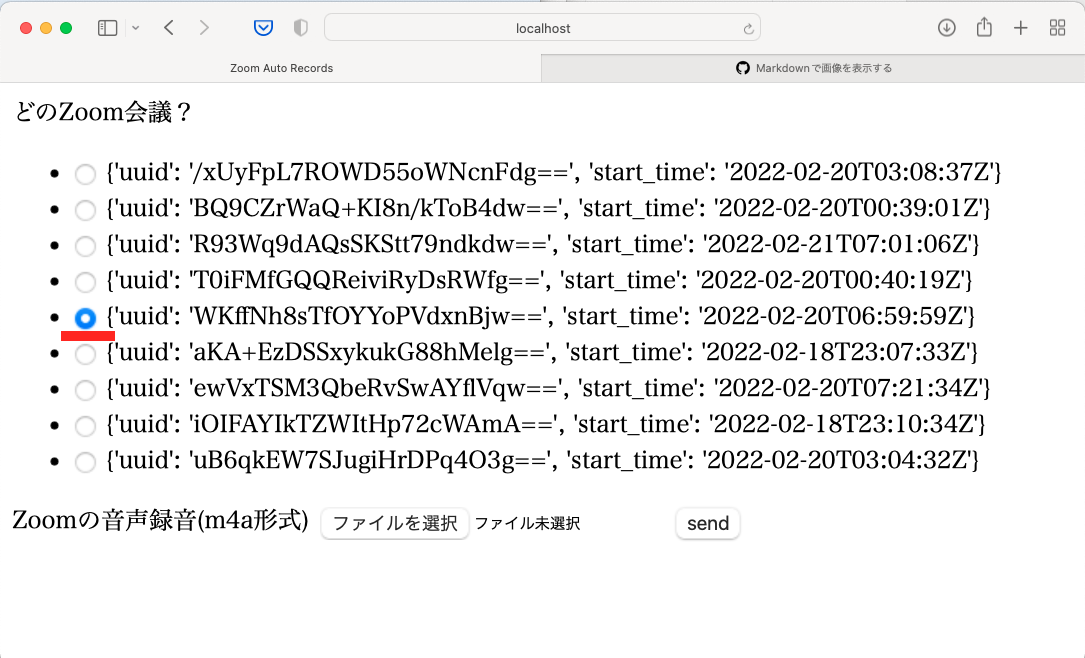 localhost
Zoom Auto Records
Markdownで画像を表示する
どのZoom会議？
{'uuid': '/xUyFpL7ROWD55oWNcnFdg==', 'start_time': '2022-02-20T03:08:37Z'}
{'uuid': 'BQ9CZrWaQ+KI8n/kToB4dw==', 'start_time': '2022-02-20T00:39:01Z'}
{'uuid': 'R93Wq9dAQsSKStt79ndkdw==', 'start_time': '2022-02-21T07:01:06Z'}
{'uuid': 'T0iFMfGQQReiviRyDsRWfg==', 'start_time': '2022-02-20T00:40:19Z'}
{'uuid': 'WKffNh8sTfOYYoPVdxnBjw==', 'start_time': '2022-02-20T06:59:59Z'}
{'uuid': 'aKA+EzDSSxykukG88hMelg==', 'start_time': '2022-02-18T23:07:33Z'}
{'uuid': 'ewVxTSM3QbeRvSwAYflVqw==', 'start_time': '2022-02-20T07:21:34Z'}
{'uuid': 'iOIFAYIkTZWItHp72cWAmA==', 'start_time': '2022-02-18T23:10:34Z'}
{'uuid': 'uB6qkEW7SJugiHrDPq4O3g==', 'start_time': '2022-02-20T03:04:32Z'}
Zoomの音声録音(m4a形式) ファイルを選択 ファイル未選択 send